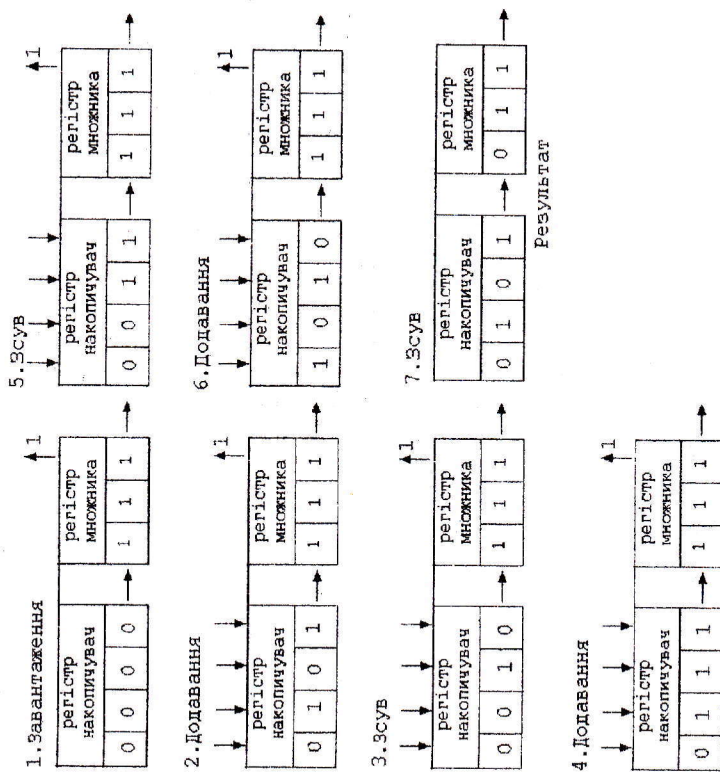 1.Завантаження
1
регістр накопичувач
регістр множника
0 0 0 0
1 1 1
2.Додавання
1
регістр накопичувач
регістр множника
0 1 0 1
1 1 1
3.Зсув
1
регістр накопичувач
регістр множника
0 0 1 0
1 1 1
4.Додавання
1
регістр накопичувач
регістр множника
0 1 1 1
1 1 1
5.Зсув
1
регістр накопичувач
регістр множника
0 0 1 1
1 1 1
6.Додавання
1
регістр накопичувач
регістр множника
1 0 1 0
1 1 1
7.Зсув
регістр накопичувач
регістр множника
0 1 0 1
0 1 1
Результат